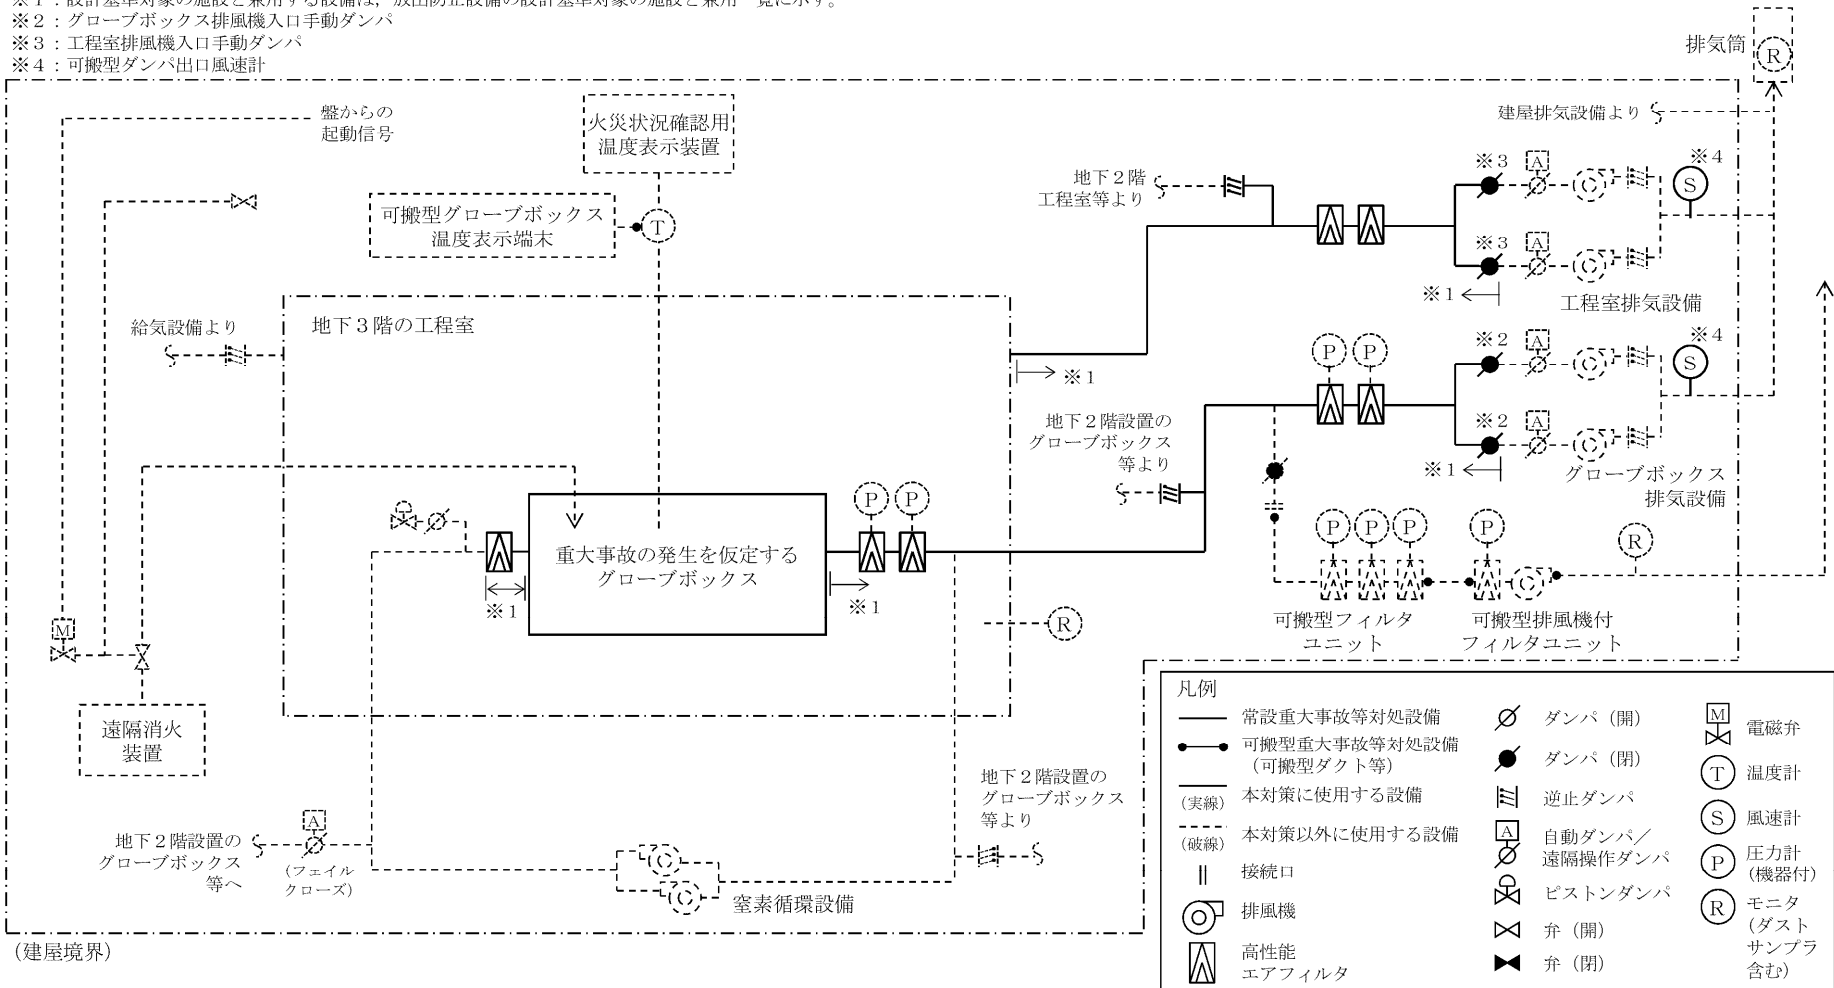 ※1：設計基準対象の施設と兼用する設備は，放出防止設備の設計基準対象の施設と兼用一覧に示す。
※2：グローブボックス排風機入口手動ダンパ
※3：工程室排風機入口手動ダンパ
※4：可搬型ダンパ出口風速計
排気筒
R
盤からの
起動信号
火災状況確認用
温度表示装置
可搬型グローブボックス
温度表示端末
T
建屋排気設備より
地下2階
工程室等より
※3
A
※4
S
※3
A
※1
工程室排気設備
給気設備より
地下3階の工程室
※1
P
P
※2
A
※4
S
※2
A
※1
グローブボックス
排気設備
地下2階設置の
グローブボックス
等より
重大事故の発生を仮定する
グローブボックス
※1
※1
P
P
P
P
P
P
R
可搬型フィルタ
ユニット
可搬型排風機付
フィルタユニット
R
M
遠隔消火
装置
地下2階設置の
グローブボックス
等へ
A
(フェイル
クローズ)
窒素循環設備
地下2階設置の
グローブボックス
等より
(建屋境界)
凡例
常設重大事故等対処設備
可搬型重大事故等対処設備
（可搬型ダクト等）
(実線)
本対策に使用する設備
(破線)
本対策以外に使用する設備
接続口
排風機
高性能
エアフィルタ
ダンパ（開）
ダンパ（閉）
逆止ダンパ
A
自動ダンパ／
遠隔操作ダンパ
ピストンダンパ
弁（開）
弁（閉）
M
電磁弁
T
温度計
S
風速計
P
圧力計
（機器付）
R
モニタ
（ダスト
サンプラ
含む）